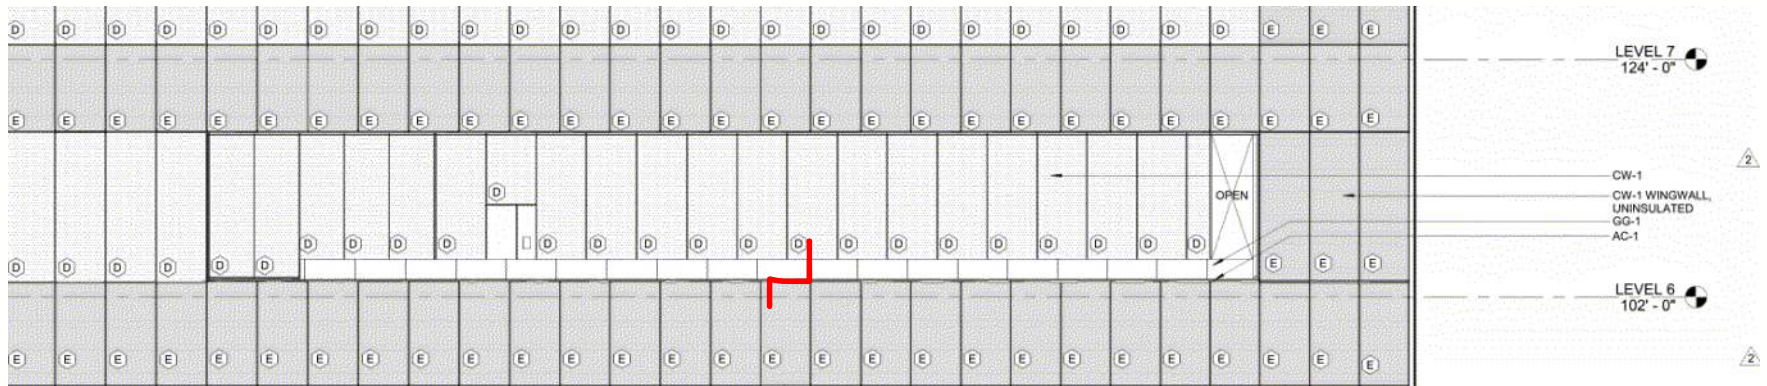 D D D D D D D D D D D D D D D D D D D D D D D D D E E E
LEVEL 7
124' - 0"
E E E E E E E E E E E E E E E E E E E E E E E E E E E E
2
CW-1
D
OPEN
CW-1 WINGWALL,
UNINSULATED
GG-1
AC-1
D D D D D D D D D D D D D D D D D D
D D D D D D E E E
LEVEL 6
102' - 0"
E E E E E E E E E E E E E E E E E E E E E E E E E E E E
2